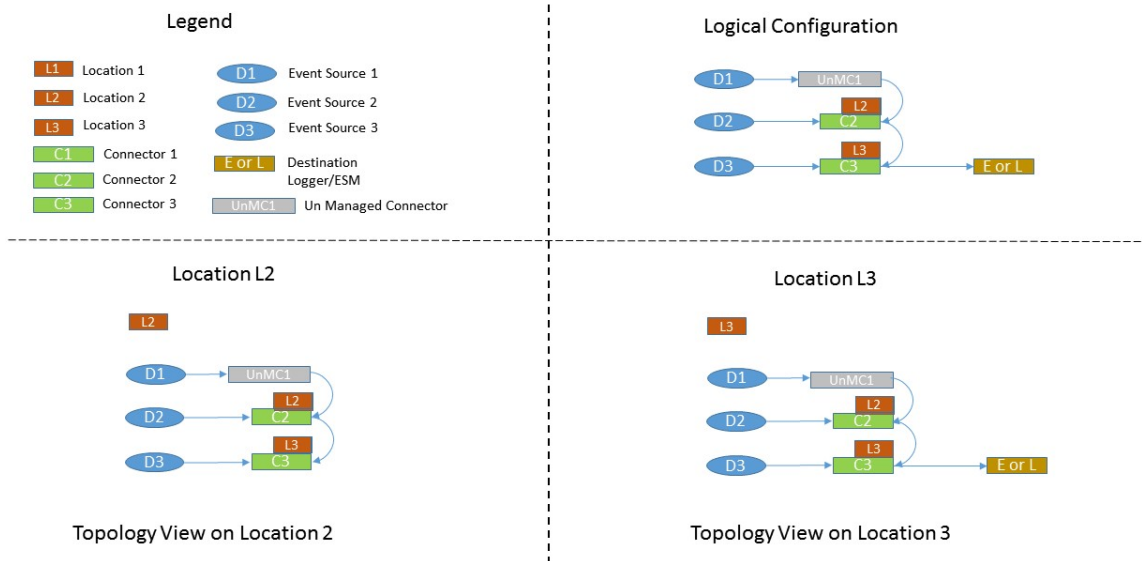 Legend
L1 Location 1
L2 Location 2
L3 Location 3
C1 Connector 1
C2 Connector 2
C3 Connector 3
D1 Event Source 1
D2 Event Source 2
D3 Event Source 3
E or L Destination
Logger/ESM
UnMC1 Un Managed Connector
Logical Configuration
D1 UnMC1
L2
D2 C2
L3
D3 C3 E or L
Location L2
L2
D1 UnMC1
L2
D2 C2
L3
D3 C3
Topology View on Location 2
Location L3
L3
D1 UnMC1
L2
D2 C2
L3
D3 C3 E or L
Topology View on Location 3